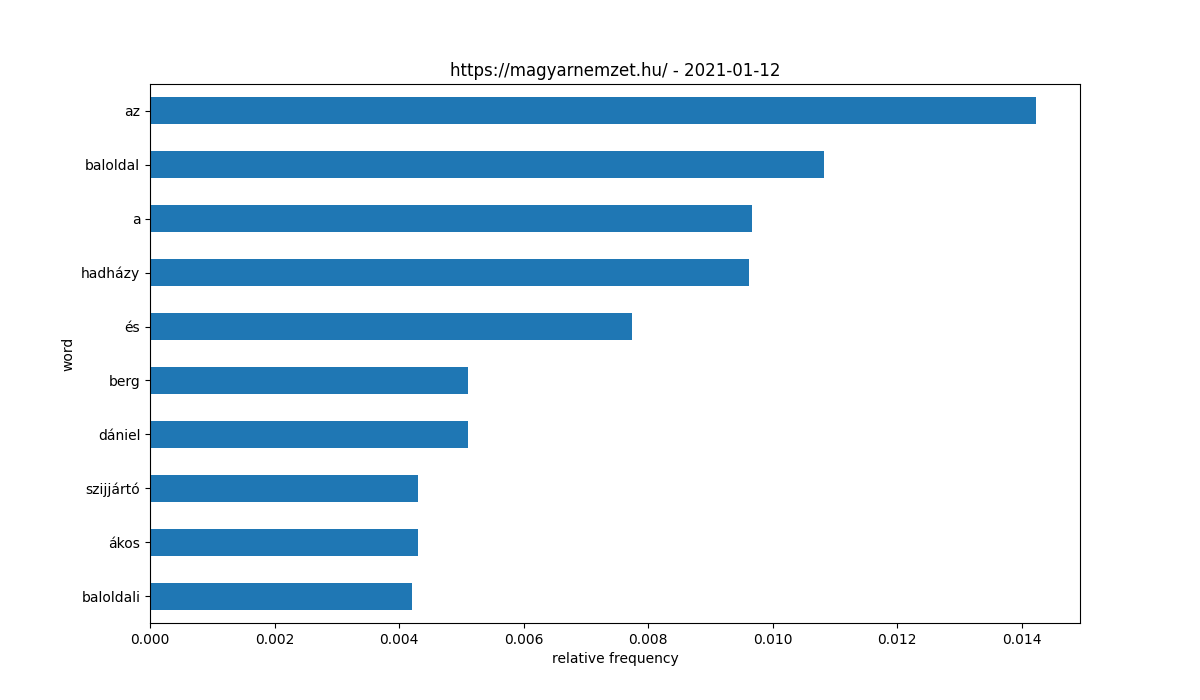 https://magyarnemzet.hu/ - 2021-01-12
az
baloldal
a
hadházy
és
berg
dániel
szijjártó
ákos
baloldali
word
0.000 0.002 0.004 0.006 0.008 0.010 0.012 0.014
relative frequency